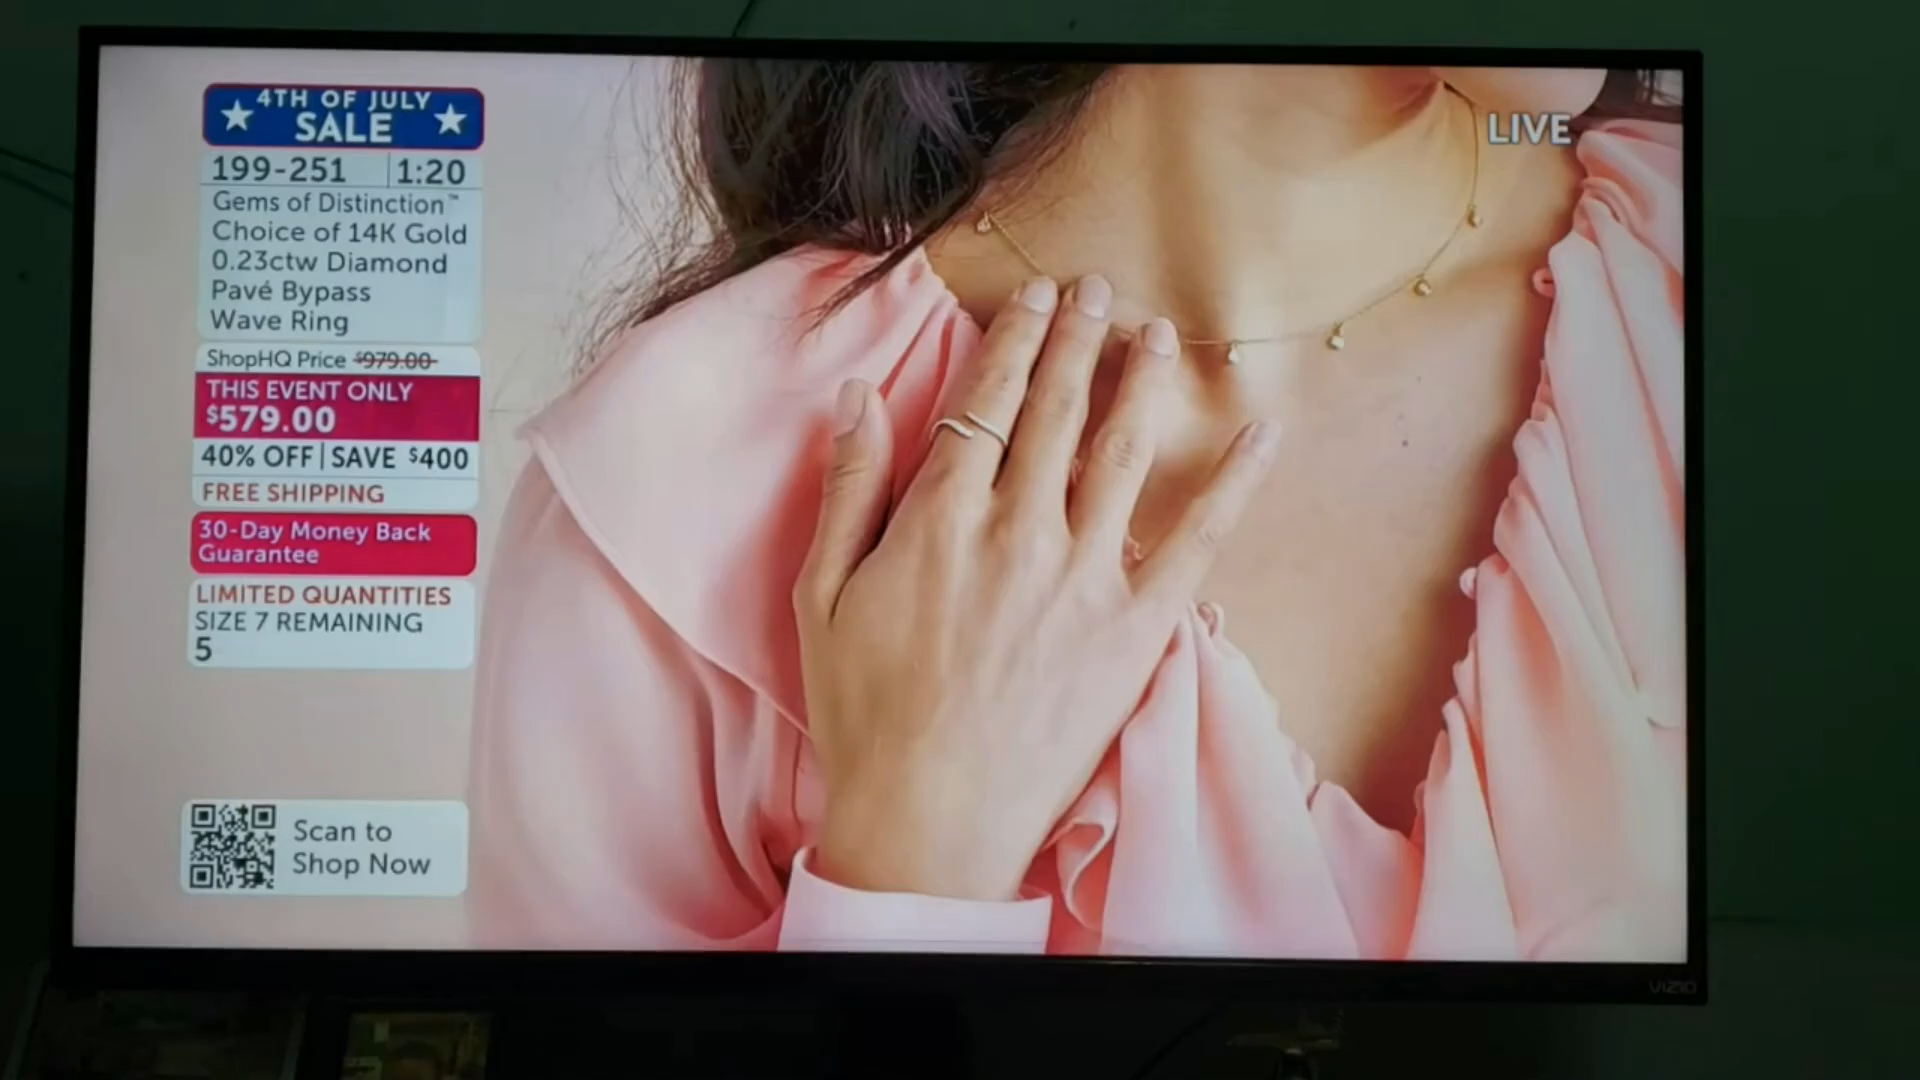 4TH OF JULY
SALE
199-251 1:20
Gems of Distinction™
Choice of 14K Gold
0.23ctw Diamond
Pavé Bypass
Wave Ring
ShopHQ Price $979.00
THIS EVENT ONLY
$579.00
40% OFF | SAVE $400
FREE SHIPPING
30-Day Money Back
Guarantee
LIMITED QUANTITIES
SIZE 7 REMAINING
5
Scan to
Shop Now
LIVE
VIZIO